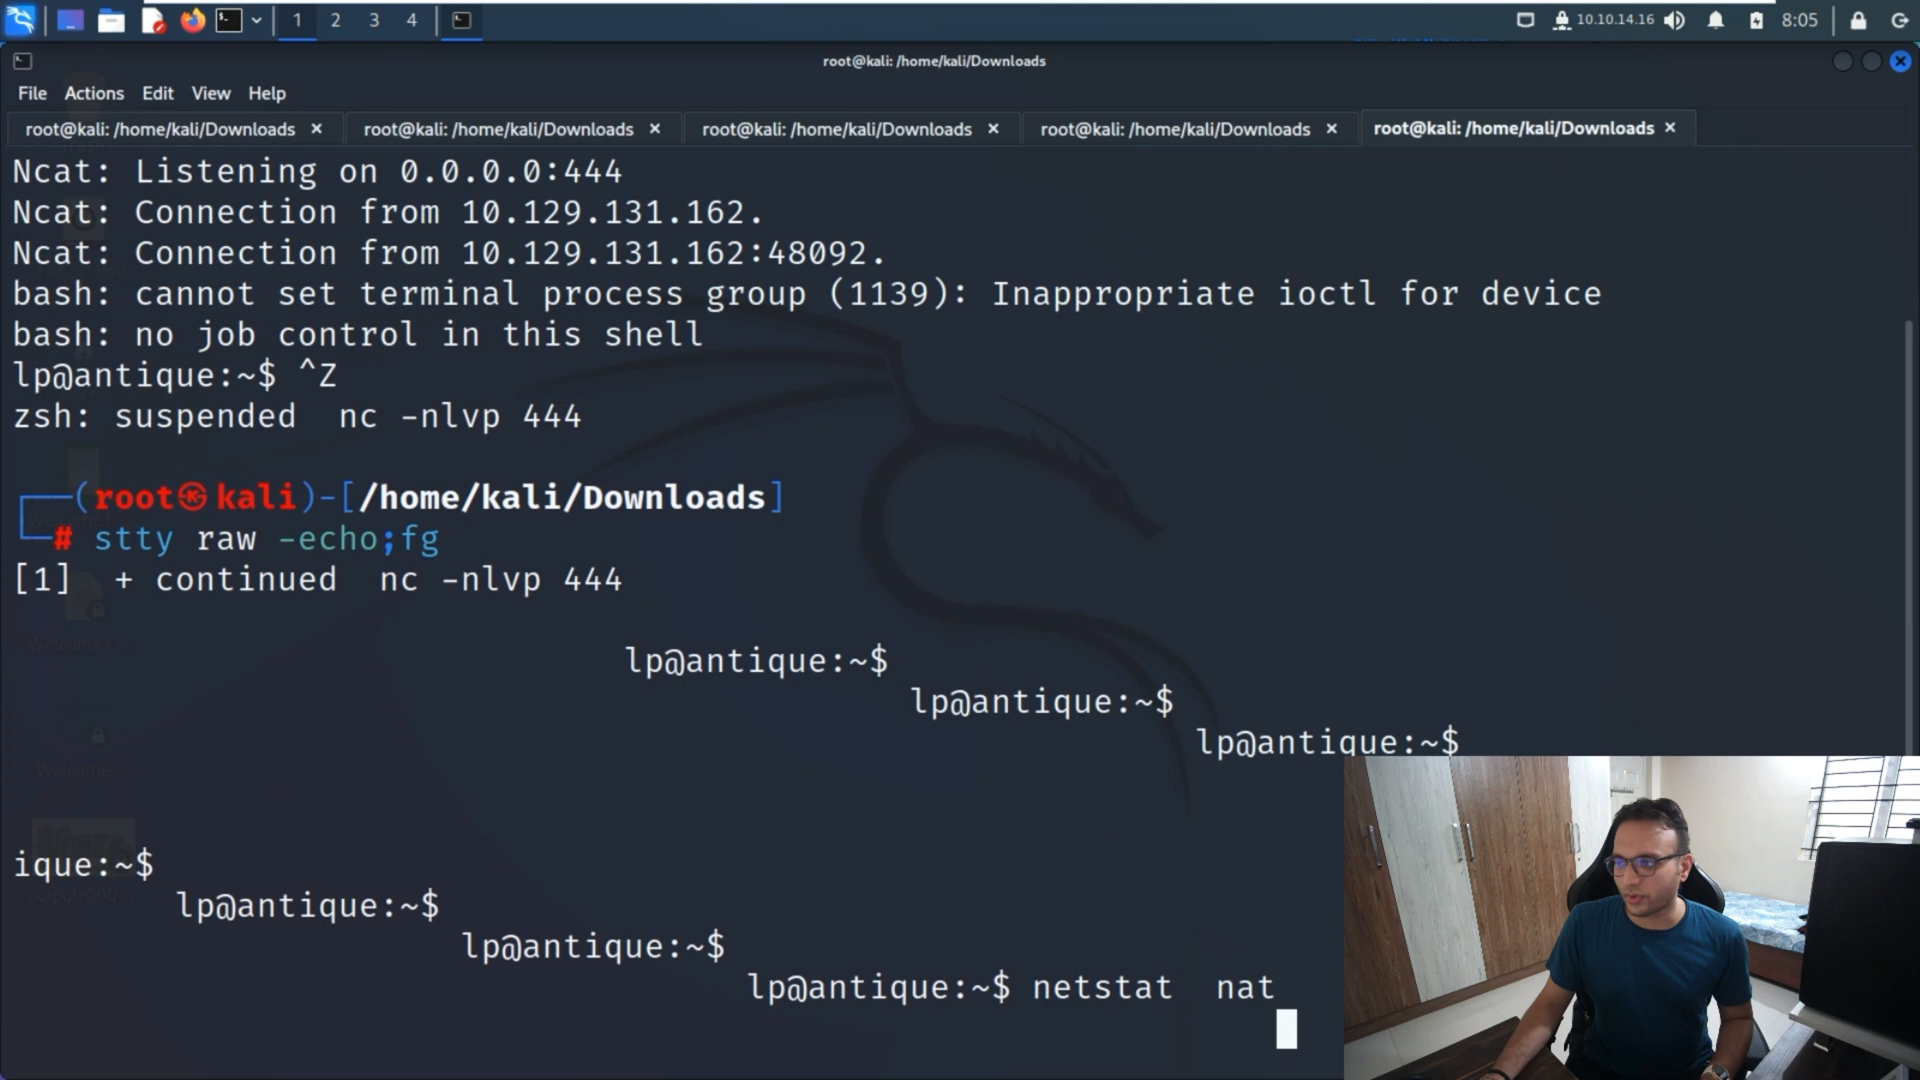 1 2 3 4 10.10.14.16 8:05
root@kali: /home/kali/Downloads
File Actions Edit View Help
root@kali: /home/kali/Downloads × root@kali: /home/kali/Downloads × root@kali: /home/kali/Downloads × root@kali: /home/kali/Downloads × root@kali: /home/kali/Downloads ×
Ncat: Listening on 0.0.0.0:444
Ncat: Connection from 10.129.131.162.
Ncat: Connection from 10.129.131.162:48092.
bash: cannot set terminal process group (1139): Inappropriate ioctl for device
bash: no job control in this shell
lp@antique:~$ ^Z
zsh: suspended  nc -nlvp 444
┌──(root㉿kali)-[/home/kali/Downloads]
└─# stty raw -echo;fg
[1]  + continued  nc -nlvp 444
lp@antique:~$
lp@antique:~$
lp@antique:~$
ique:~$
lp@antique:~$
lp@antique:~$
lp@antique:~$ netstat  nat